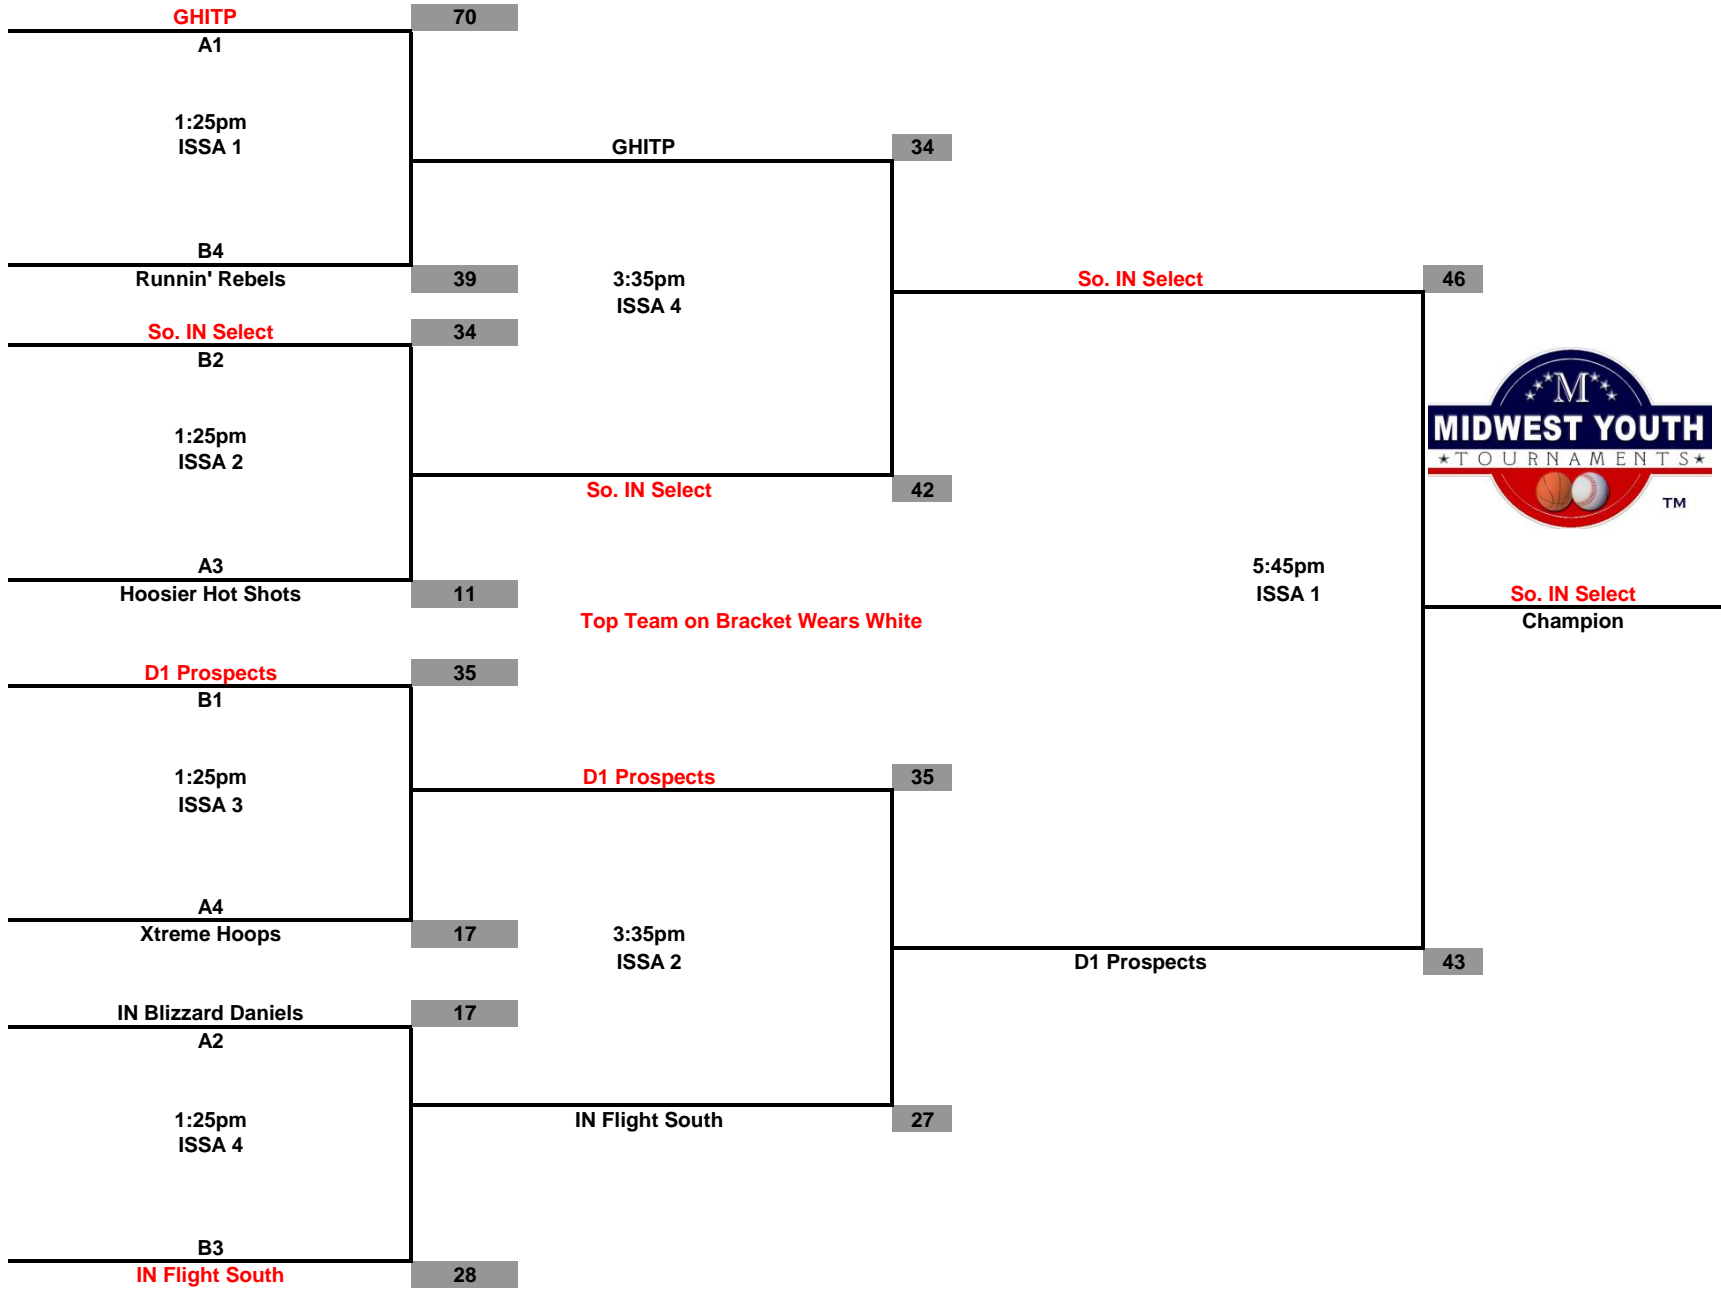 GHITP 70
A1
1:25pm
ISSA 1
GHITP 34
B4
Runnin' Rebels 39
3:35pm
ISSA 4
So. IN Select 46
So. IN Select 34
B2
M
MIDWEST YOUTH
★TOURNAMENTS★
TM
1:25pm
ISSA 2
So. IN Select 42
A3
Hoosier Hot Shots 11
5:45pm
ISSA 1
So. IN Select
Champion
Top Team on Bracket Wears White
D1 Prospects 35
B1
1:25pm
ISSA 3
D1 Prospects 35
A4
Xtreme Hoops 17
3:35pm
ISSA 2
D1 Prospects 43
IN Blizzard Daniels 17
A2
1:25pm
ISSA 4
IN Flight South 27
B3
IN Flight South 28